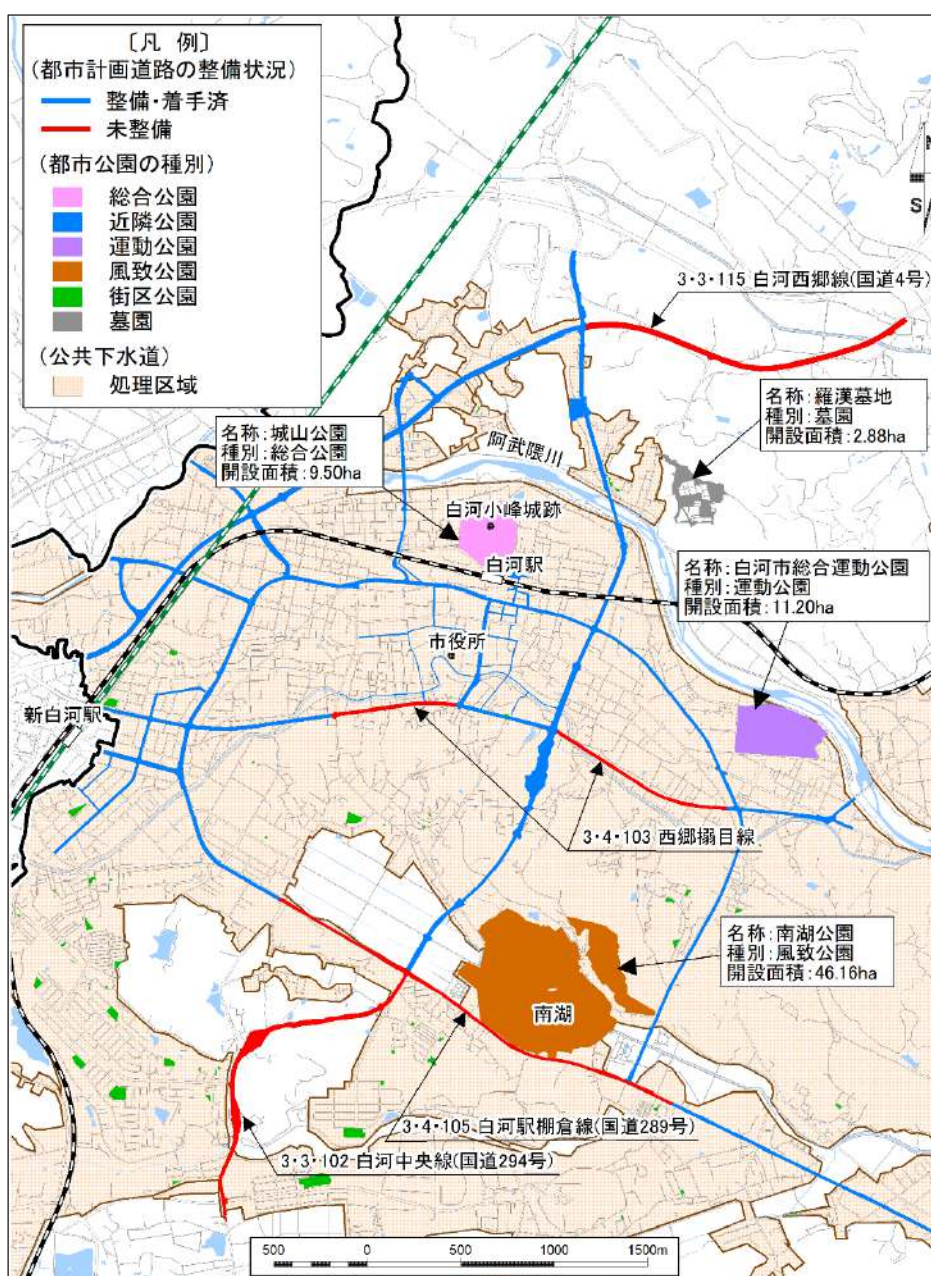 〔凡 例〕
(都市計画道路の整備状況)
整備・着手済
未整備
(都市公園の種別)
総合公園
近隣公園
運動公園
風致公園
街区公園
墓園
(公共下水道)
処理区域
N
S
3・3・115 白河西郷線(国道4号)
名称:羅漢墓地
種別:墓園
開設面積:2.88ha
名称:城山公園
種別:総合公園
開設面積:9.50ha
阿武隈川
白河小峰城跡
白河駅
名称:白河市総合運動公園
種別:運動公園
開設面積:11.20ha
市役所
新白河駅
3・4・103 西郷搦目線
名称:南湖公園
種別:風致公園
開設面積:46.16ha
南湖
3・4・105 白河駅棚倉線(国道289号)
3・3・102 白河中央線(国道294号)
500 0 500 1000 1500m